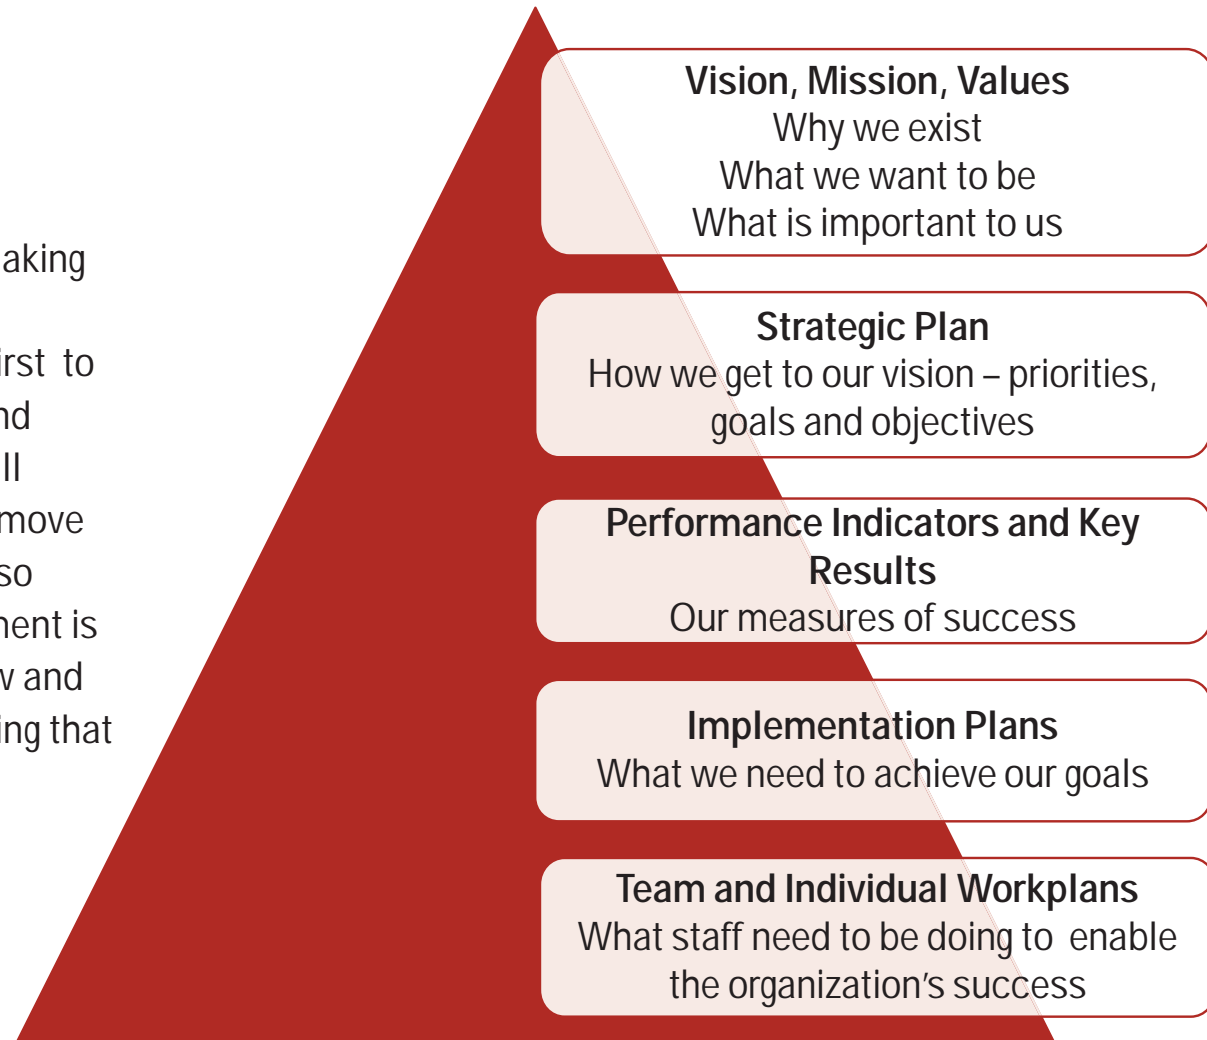 Vision, Mission, Values
Why we exist
What we want to be
What is important to us
Strategic Plan
How we get to our vision – priorities,
goals and objectives
Performance Indicators and Key
Results
Our measures of success
Implementation Plans
What we need to achieve our goals
Team and Individual Workplans
What staff need to be doing to enable
the organization's success
aking
irst to
nd
ll
move
so
nent is
w and
ing that